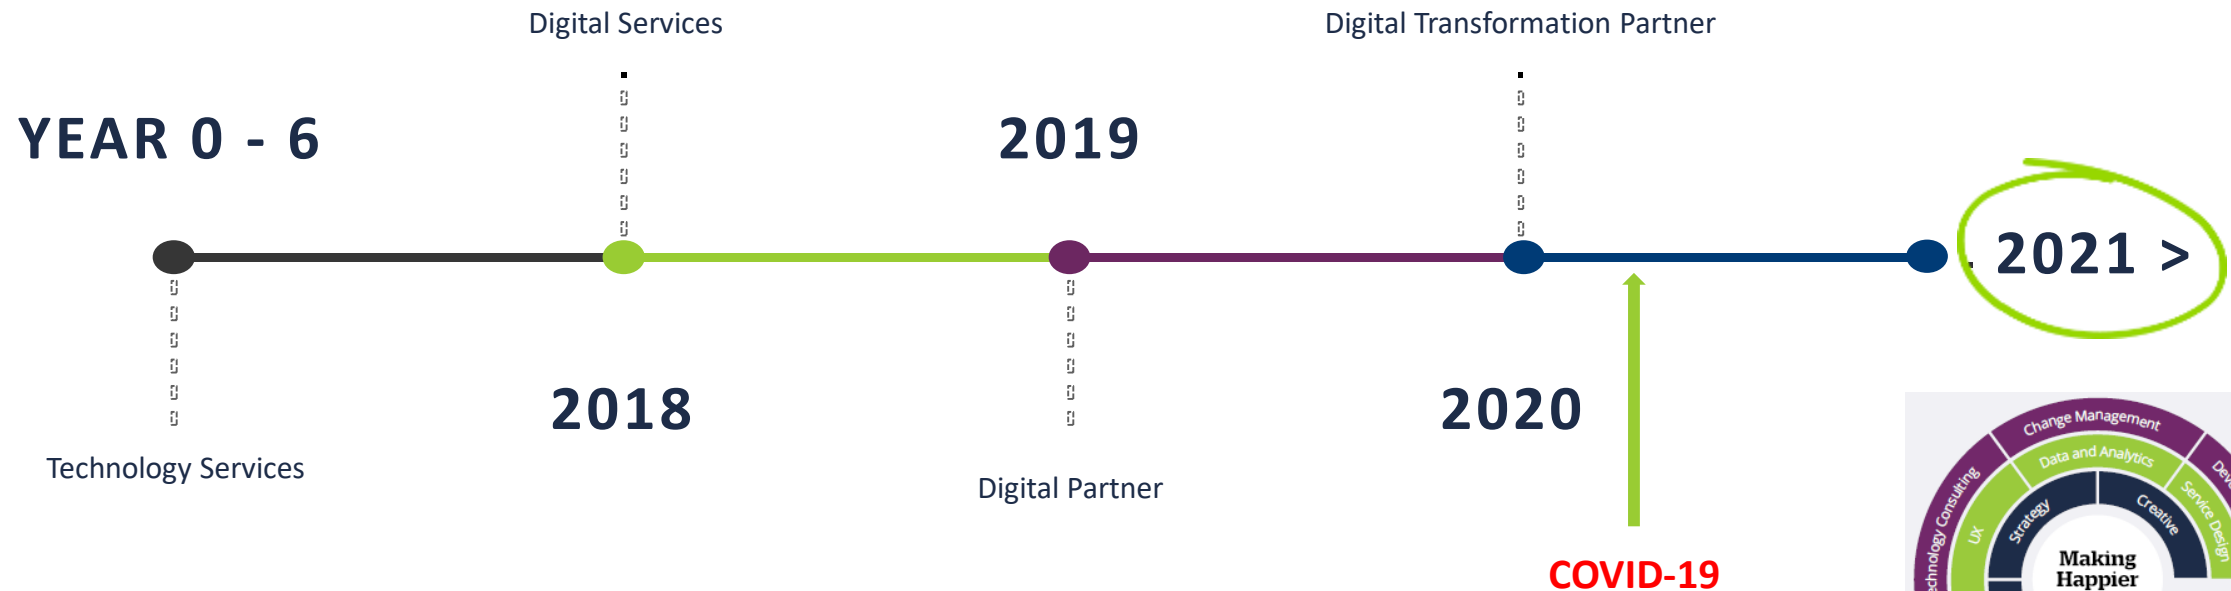 Digital Services
Digital Transformation Partner
YEAR 0 - 6
2019
2021 >
2018
2020
Technology Services
Digital Partner
COVID-19
Change Management
Data and Analytics
Service Design
Strategy
Creative
UX
Consulting
Making
Happier